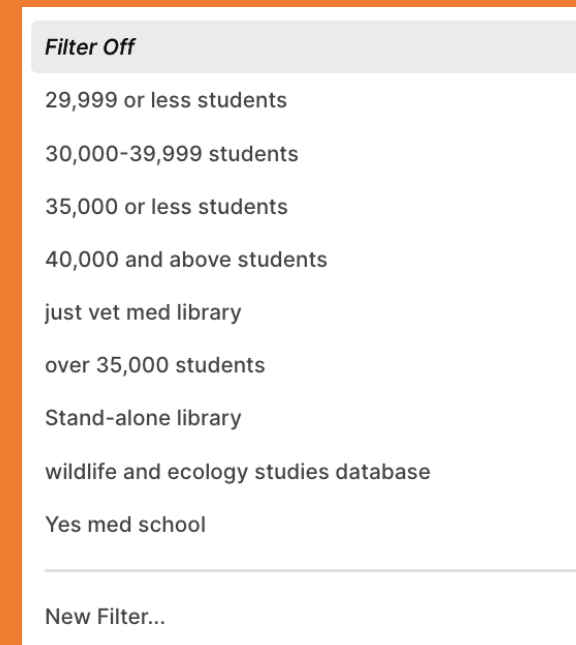 Filter Off
29,999 or less students
30,000-39,999 students
35,000 or less students
40,000 and above students
just vet med library
over 35,000 students
Stand-alone library
wildlife and ecology studies database
Yes med school
New Filter...